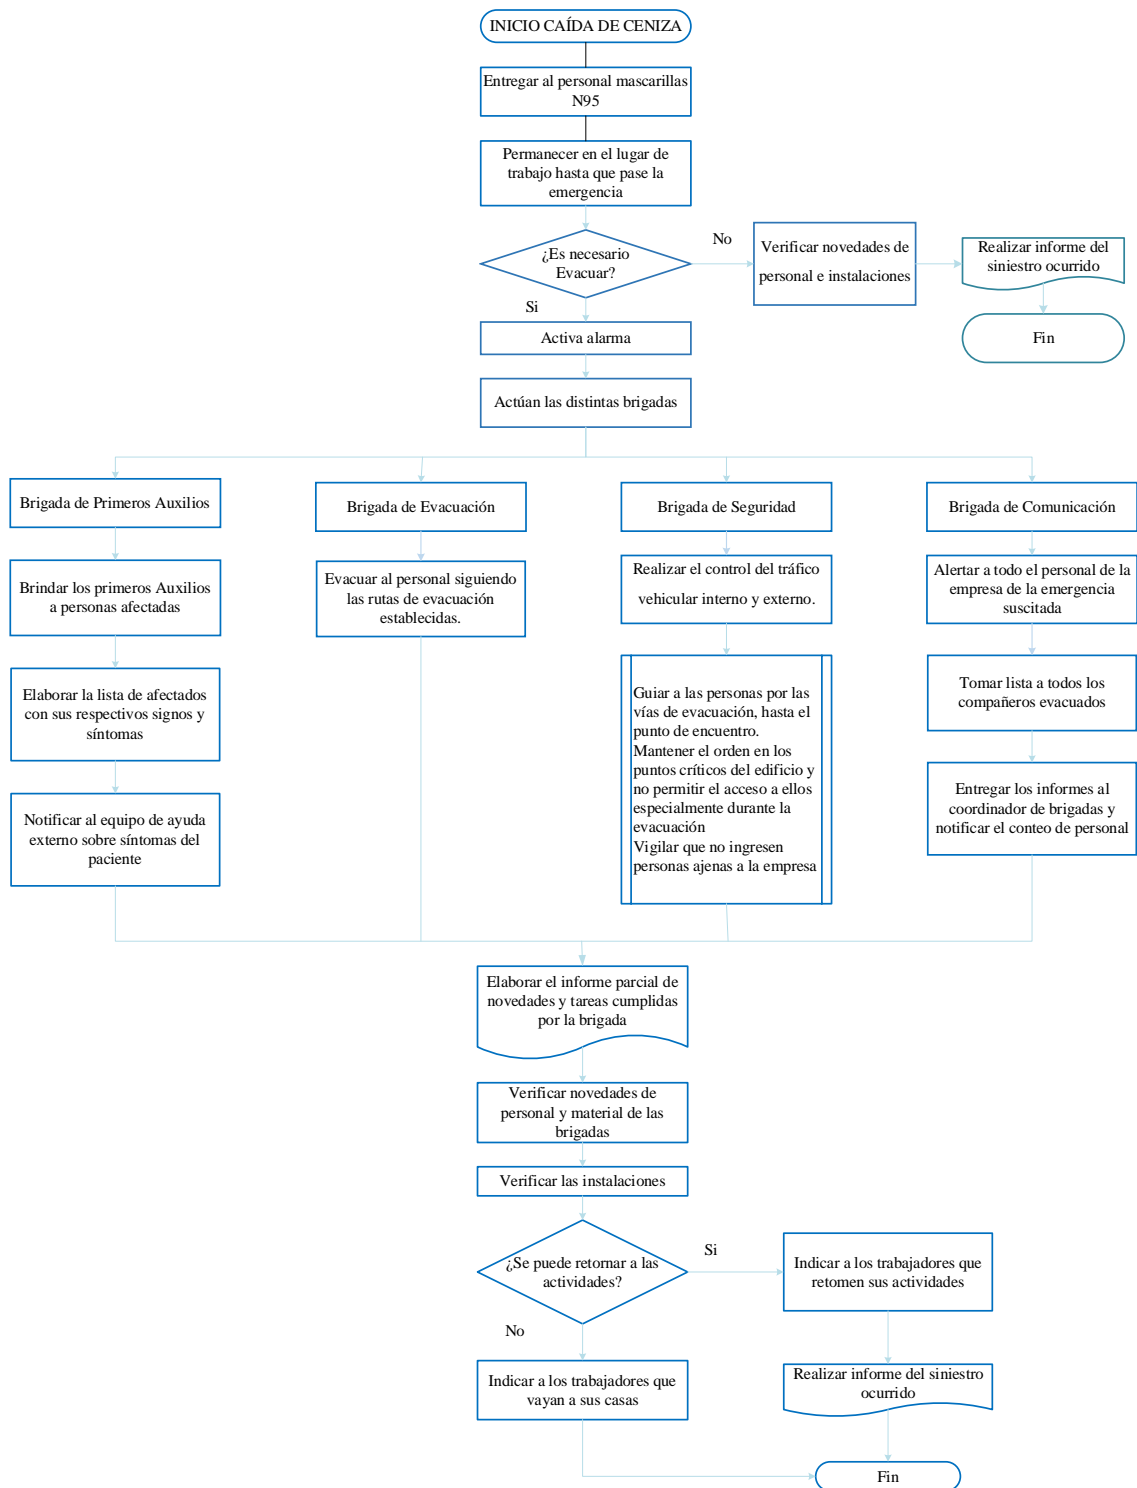 INICIO CAÍDA DE CENIZA
Entregar al personal mascarillas
N95
Permanecer en el lugar de
trabajo hasta que pase la
emergencia
¿Es necesario
Evacuar?
No
Verificar novedades de
personal e instalaciones
Realizar informe del
siniestro ocurrido
Fin
Si
Activa alarma
Actúan las distintas brigadas
Brigada de Primeros Auxilios
Brindar los primeros Auxilios
a personas afectadas
Elaborar la lista de afectados
con sus respectivos signos y
síntomas
Notificar al equipo de ayuda
externo sobre síntomas del
paciente
Brigada de Evacuación
Evacuar al personal siguiendo
las rutas de evacuación
establecidas.
Brigada de Seguridad
Realizar el control del tráfico
vehicular interno y externo.
Guiar a las personas por las
vías de evacuación, hasta el
punto de encuentro.
Mantener el orden en los
puntos críticos del edificio y
no permitir el acceso a ellos
especialmente durante la
evacuación
Vigilar que no ingresen
personas ajenas a la empresa
Brigada de Comunicación
Alertar a todo el personal de la
empresa de la emergencia
suscitada
Tomar lista a todos los
compañeros evacuados
Entregar los informes al
coordinador de brigadas y
notificar el conteo de personal
Elaborar el informe parcial de
novedades y tareas cumplidas
por la brigada
Verificar novedades de
personal y material de las
brigadas
Verificar las instalaciones
¿Se puede retornar a las
actividades?
Si
Indicar a los trabajadores que
retomen sus actividades
Realizar informe del siniestro
ocurrido
No
Indicar a los trabajadores que
vayan a sus casas
Fin